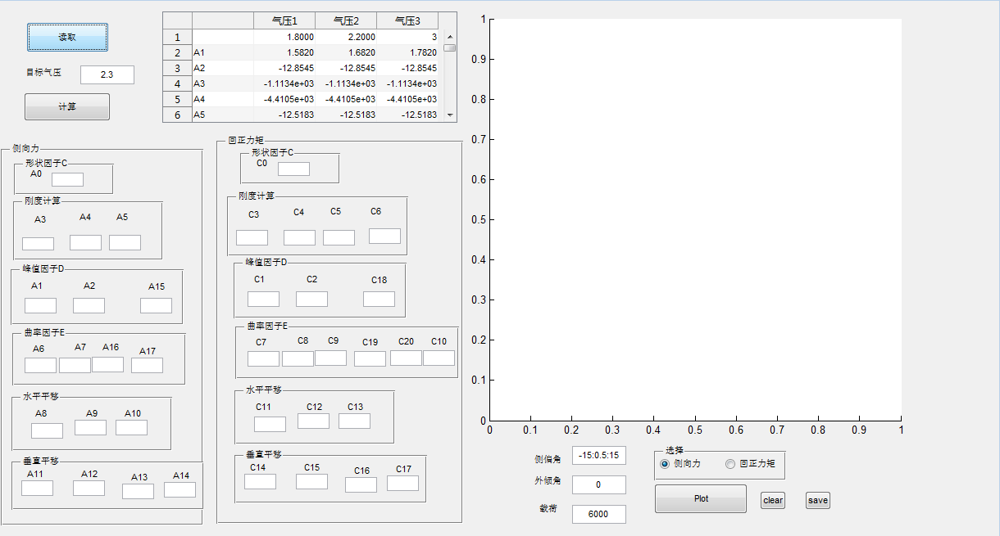 读取
目标气压 2.3
计算
气压1 气压2 气压3
1 1.8000 2.2000 3
2 A1 1.5820 1.6820 1.7820
3 A2 -12.8545 -12.8545 -12.8545
4 A3 -1.1134e+03 -1.1134e+03 -1.1134e+03
5 A4 -4.4105e+03 -4.4105e+03 -4.4105e+03
6 A5 -12.5183 -12.5183 -12.5183
侧向力
形状因子C
A0
刚度计算
A3 A4 A5
峰值因子D
A1 A2 A15
曲率因子E
A6 A7 A16 A17
水平平移
A8 A9 A10
垂直平移
A11 A12 A13 A14
回正力矩
形状因子C
C0
刚度计算
C3 C4 C5 C6
峰值因子D
C1 C2 C18
曲率因子E
C7 C8 C9 C19 C20 C10
水平平移
C11 C12 C13
垂直平移
C14 C15 C16 C17
1
0.9
0.8
0.7
0.6
0.5
0.4
0.3
0.2
0.1
0
0 0.1 0.2 0.3 0.4 0.5 0.6 0.7 0.8 0.9 1
侧偏角 -15:0.5:15
外倾角 0
载荷 6000
选择
侧向力 回正力矩
Plot clear save